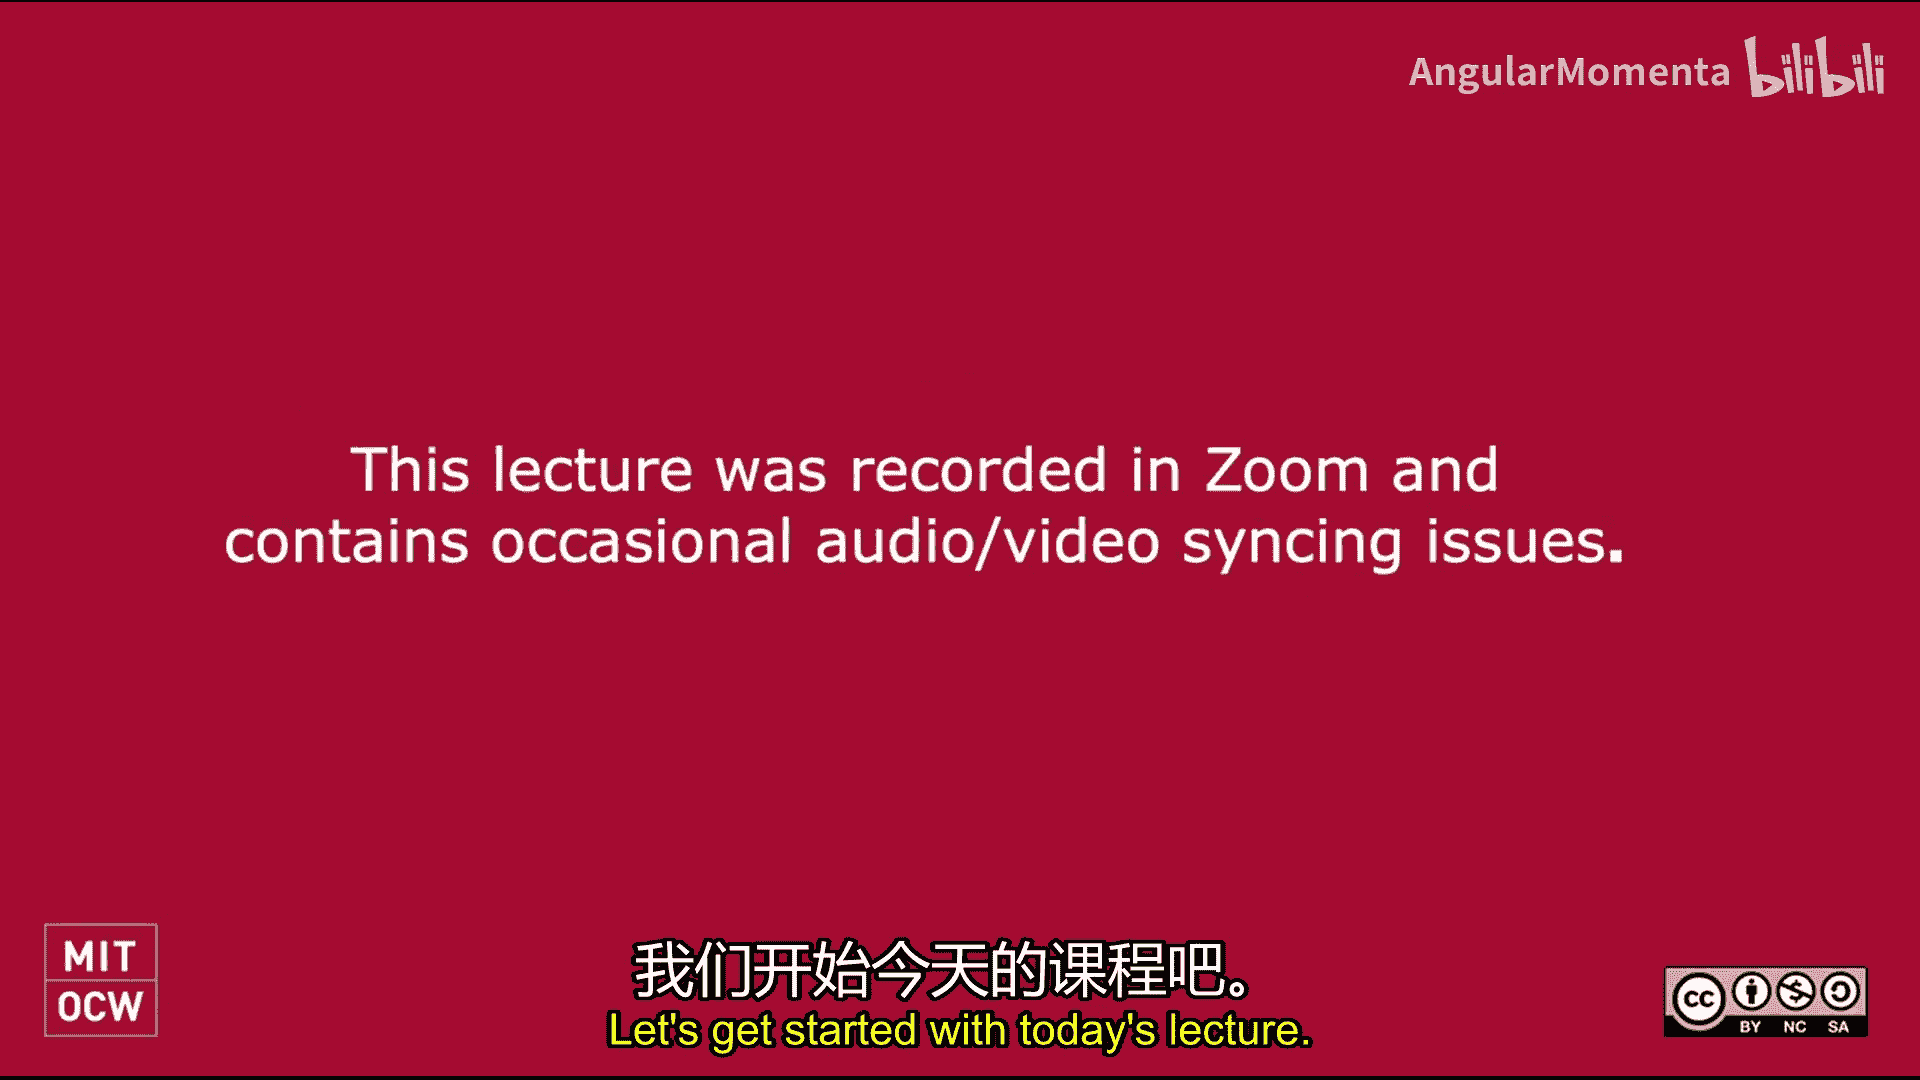 AngularMomenta bilibili
This lecture was recorded in Zoom and
contains occasional audio/video syncing issues.
MIT
OCW
我们开始今天的课程吧。
Let's get started with today's lecture.
cc
BY NC SA